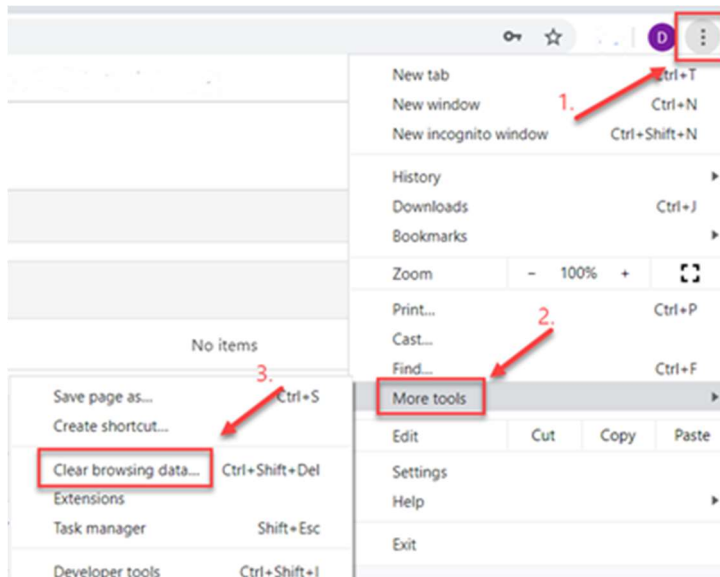 D
New tab Ctrl+T
1.
New window Ctrl+N
New incognito window Ctrl+Shift+N
History
Downloads Ctrl+J
Bookmarks
Zoom - 100% +
Print... Ctrl+P
2.
Cast...
Find... Ctrl+F
More tools
Edit Cut Copy Paste
Settings
Help
Exit
No items
3.
Save page as... Ctrl+S
Create shortcut...
Clear browsing data... Ctrl+Shift+Del
Extensions
Task manager Shift+Esc
Developer tools Ctrl+Shift+I